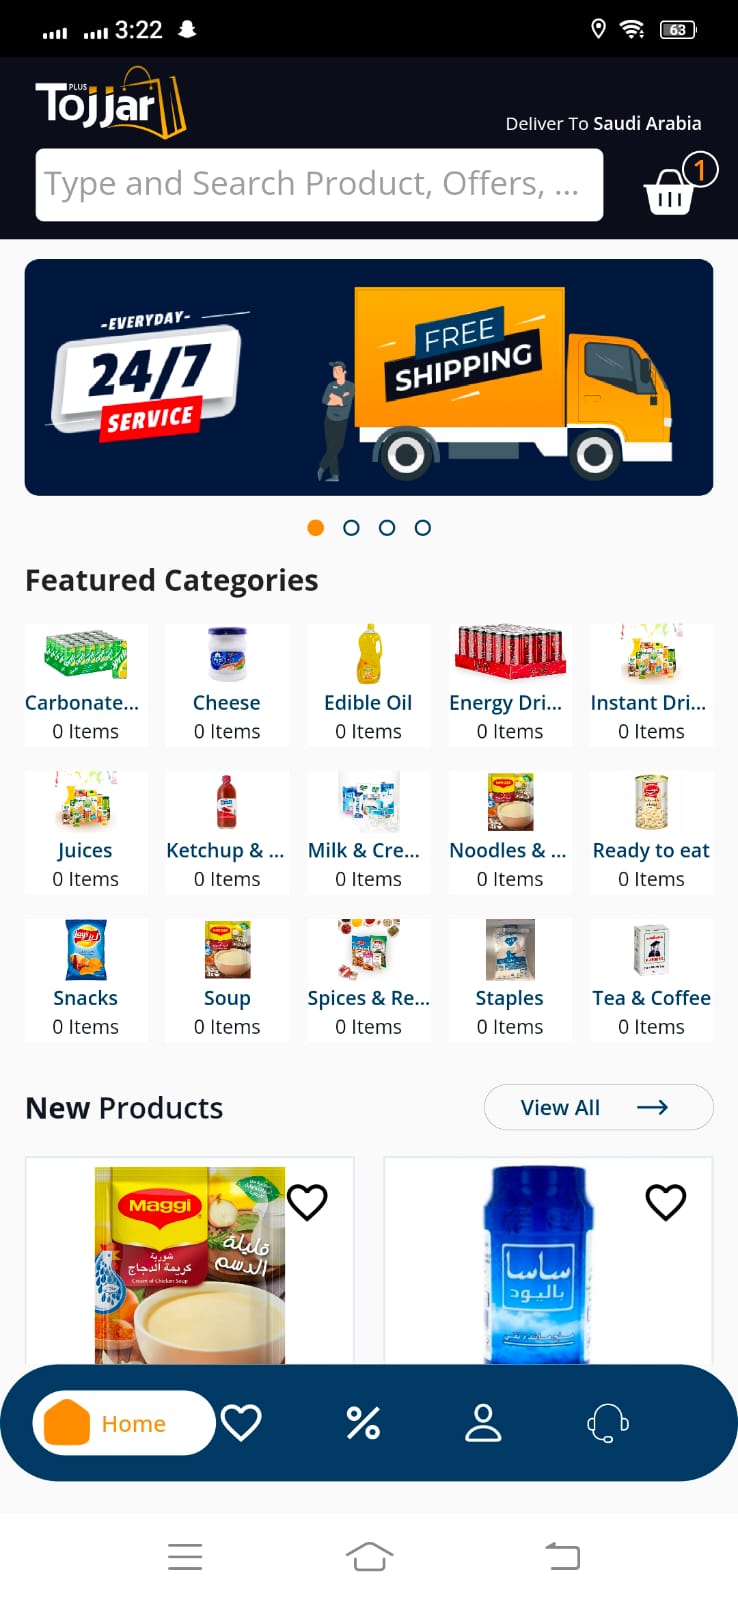 3:22
63
Tojjar
PLUS
Deliver To Saudi Arabia
Type and Search Product, Offers, ...
1
-EVERYDAY-
24/7
SERVICE
FREE
SHIPPING
Featured Categories
Carbonate... Cheese Edible Oil Energy Dri... Instant Dri...
0 Items 0 Items 0 Items 0 Items 0 Items
Juices Ketchup & ... Milk & Cre... Noodles & ... Ready to eat
0 Items 0 Items 0 Items 0 Items 0 Items
Snacks Soup Spices & Re... Staples Tea & Coffee
0 Items 0 Items 0 Items 0 Items 0 Items
New Products
View All
Maggi
شوربة
كريمة الدجاج
Cream of Chicken Soup
قليلة
الدسم
ساسا
باليود
Home